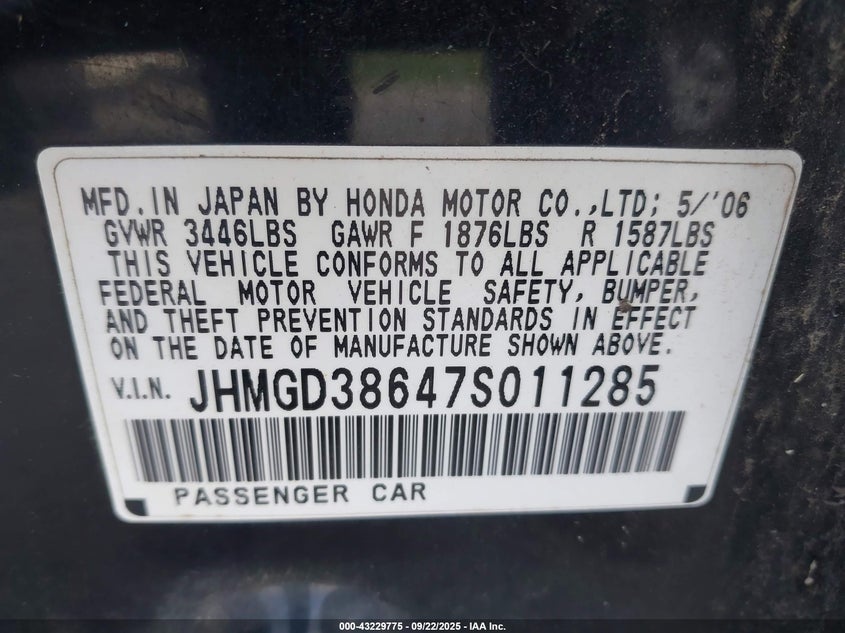 MFD.IN JAPAN BY HONDA MOTOR CO.,LTD; 5/'06
GVWR 3446LBS GAWR F 1876LBS R 1587LBS
THIS VEHICLE CONFORMS TO ALL APPLICABLE
FEDERAL MOTOR VEHICLE SAFETY, BUMPER,
AND THEFT PREVENTION STANDARDS IN EFFECT
ON THE DATE OF MANUFACTURE SHOWN ABOVE.
V.I.N. JHMGD38647S011285
PASSENGER CAR
000-43229775 - 09/22/2025 - IAA Inc.